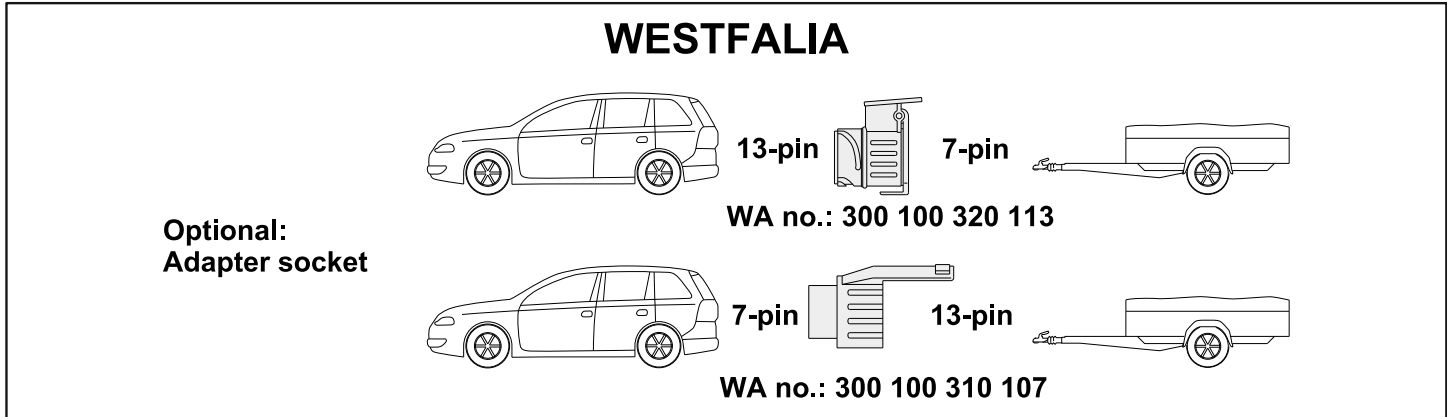 WESTFALIA
13-pin
7-pin
WA no.: 300 100 320 113
Optional:
Adapter socket
7-pin
13-pin
WA no.: 300 100 310 107